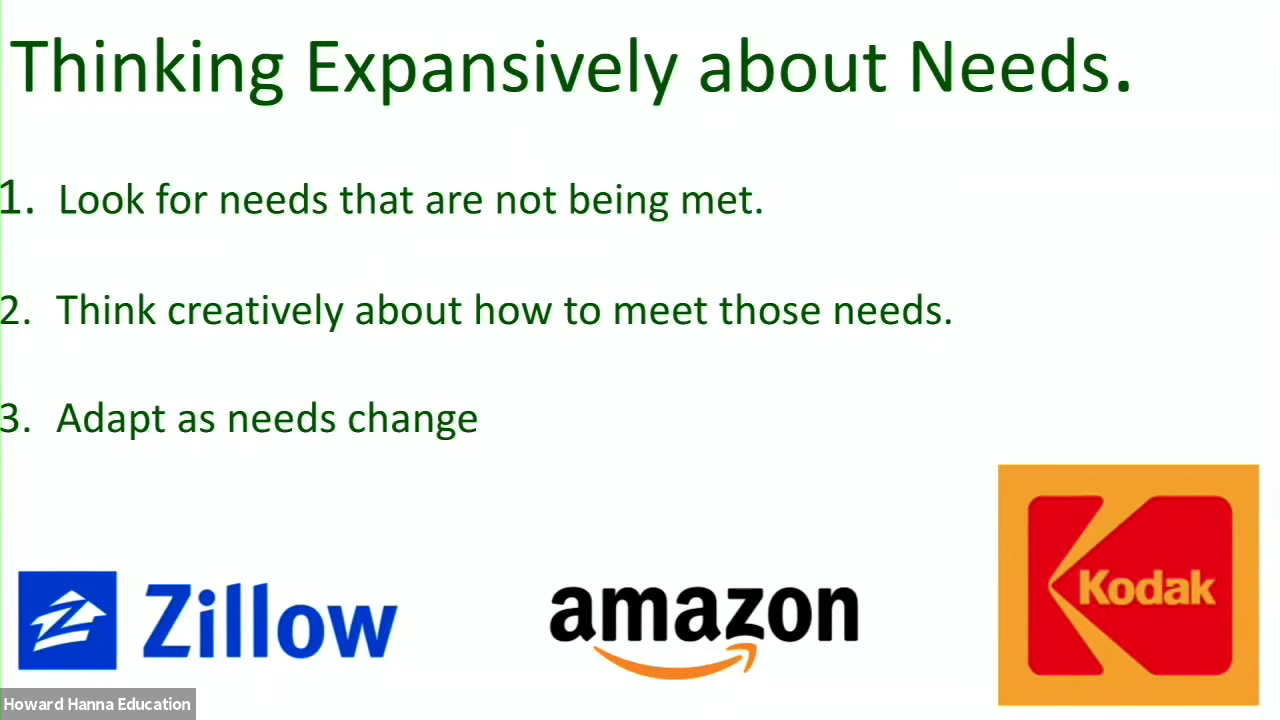 Thinking Expansively about Needs.
1. Look for needs that are not being met.
2. Think creatively about how to meet those needs.
3. Adapt as needs change
Zillow
amazon
Kodak
Howard Hanna Education